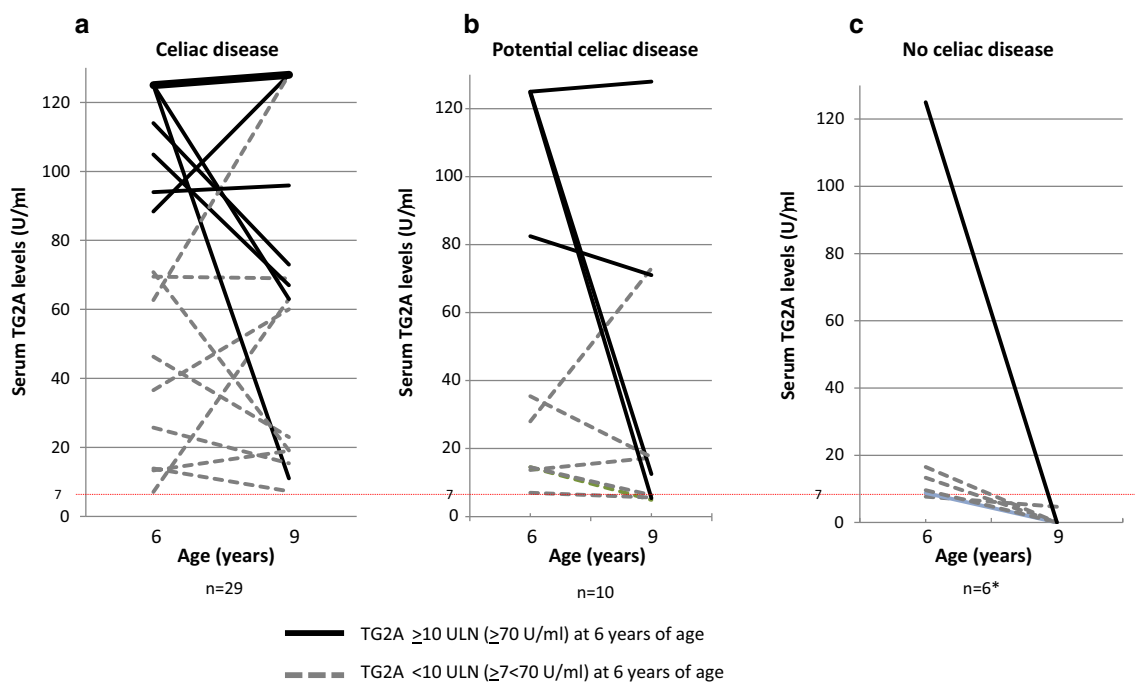 a
Celiac disease
Serum TG2A levels (U/ml)
120
100
80
60
40
20
7
0
6 9
Age (years)
n=29
b
Potential celiac disease
Serum TG2A levels (U/ml)
120
100
80
60
40
20
7
0
6 9
Age (years)
n=10
c
No celiac disease
Serum TG2A levels (U/ml)
120
100
80
60
40
20
7
0
6 9
Age (years)
n=6*
TG2A ≥10 ULN (≥70 U/ml) at 6 years of age
TG2A <10 ULN (≥7<70 U/ml) at 6 years of age